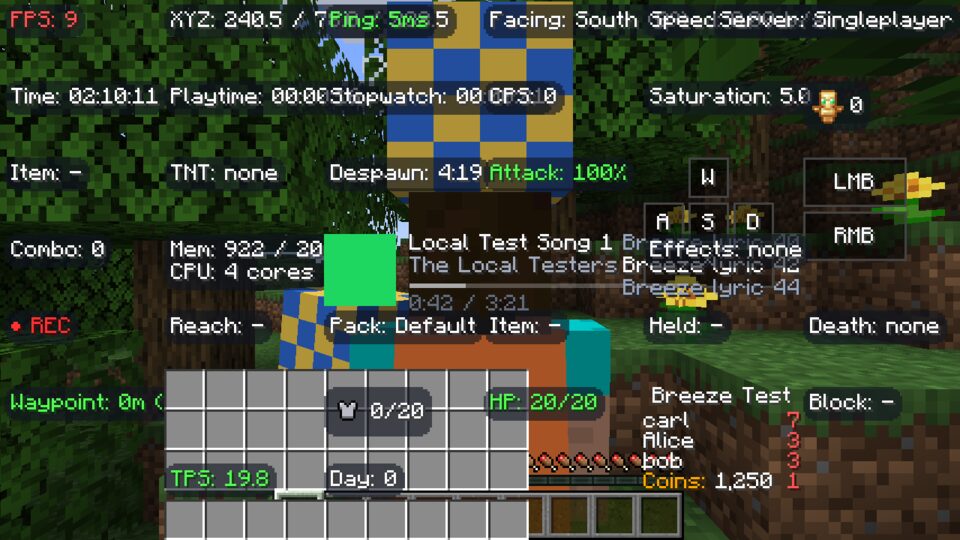 FPS: 9
XYZ: 240.5 / 7
Ping: 5ms
5
Facing: South
Speed
Server: Singleplayer
Time: 02:10:11
Playtime: 00:00
Stopwatch: 00:0
CPS: 0
Saturation: 5.0
0
Item: -
TNT: none
Despawn: 4:19
Attack: 100%
W
LMB
A
S
D
RMB
Combo: 0
Mem: 922 / 20
CPU: 4 cores
Local Test Song 1
The Local Testers
0:42 / 3:21
Effects: none
Breeze lyric 42
Breeze lyric 44
REC
Reach: -
Pack: Default
Item: -
Held: -
Death: none
Waypoint: 0m (
0/20
HP: 20/20
Breeze Test
Block: -
carl 7
Alice 3
bob 3
Coins: 1,250 1
TPS: 19.8
Day: 0